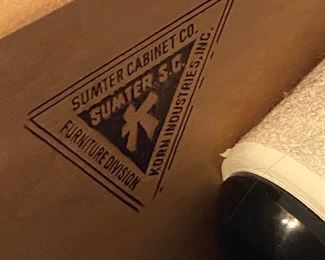 SUMTER CABINET CO.
SUMTER, S.C.
K
FURNITURE DIVISION
KORN INDUSTRIES, INC.